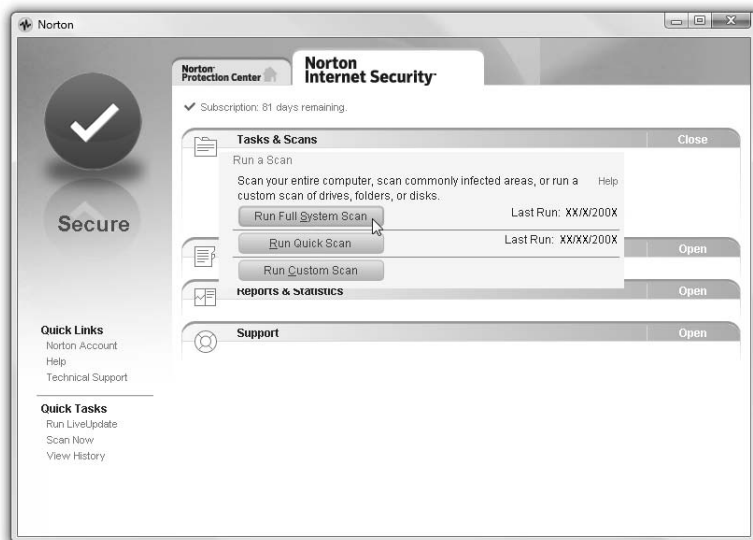 Norton
Norton
Protection Center
Norton
Internet Security
Subscription: 81 days remaining.
Secure
Tasks & Scans
Close
Run a Scan
Scan your entire computer, scan commonly infected areas, or run a
custom scan of drives, folders, or disks.
Help
Run Full System Scan
Last Run: XX/X/200X
Run Quick Scan
Last Run: XX/XX/200X
Run Custom Scan
Open
Reports & Statistics
Open
Support
Open
Quick Links
Norton Account
Help
Technical Support
Quick Tasks
Run LiveUpdate
Scan Now
View History